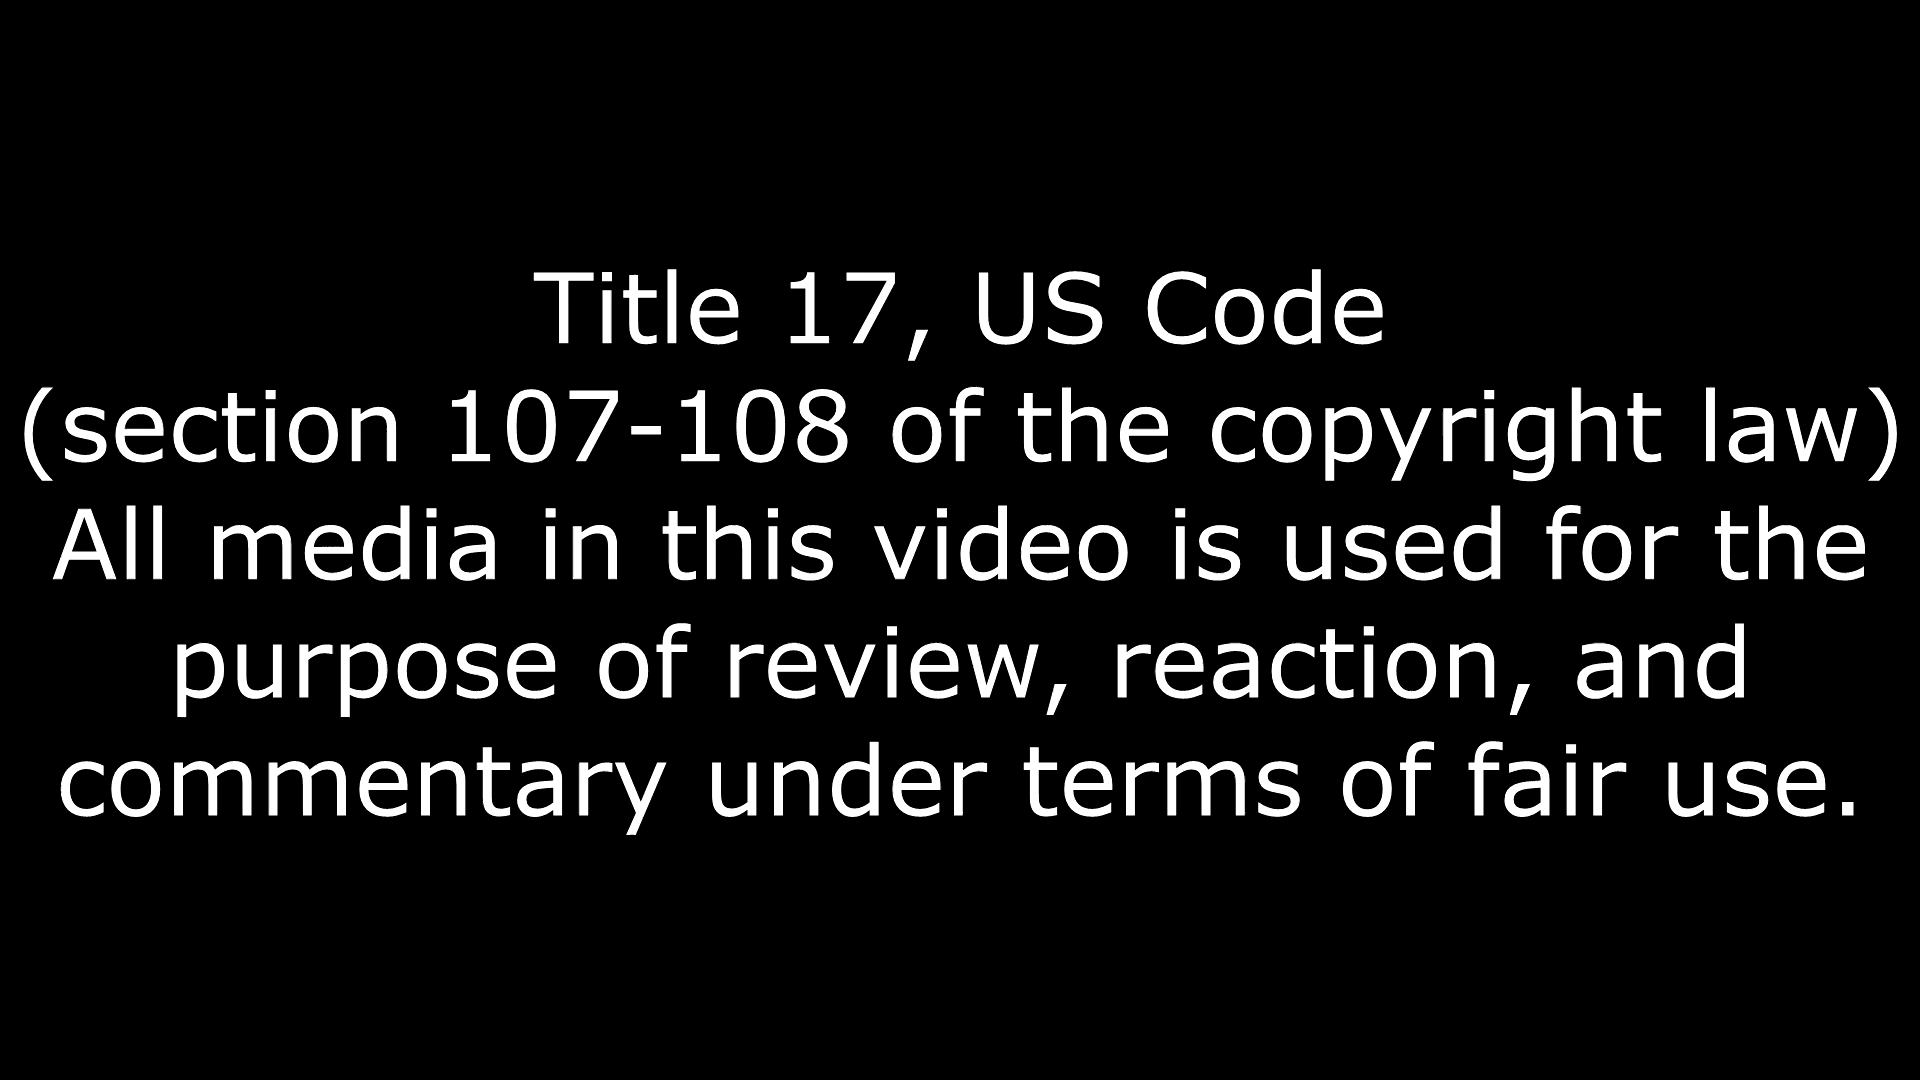 Title 17, US Code
(section 107-108 of the copyright law)
All media in this video is used for the
purpose of review, reaction, and
commentary under terms of fair use.